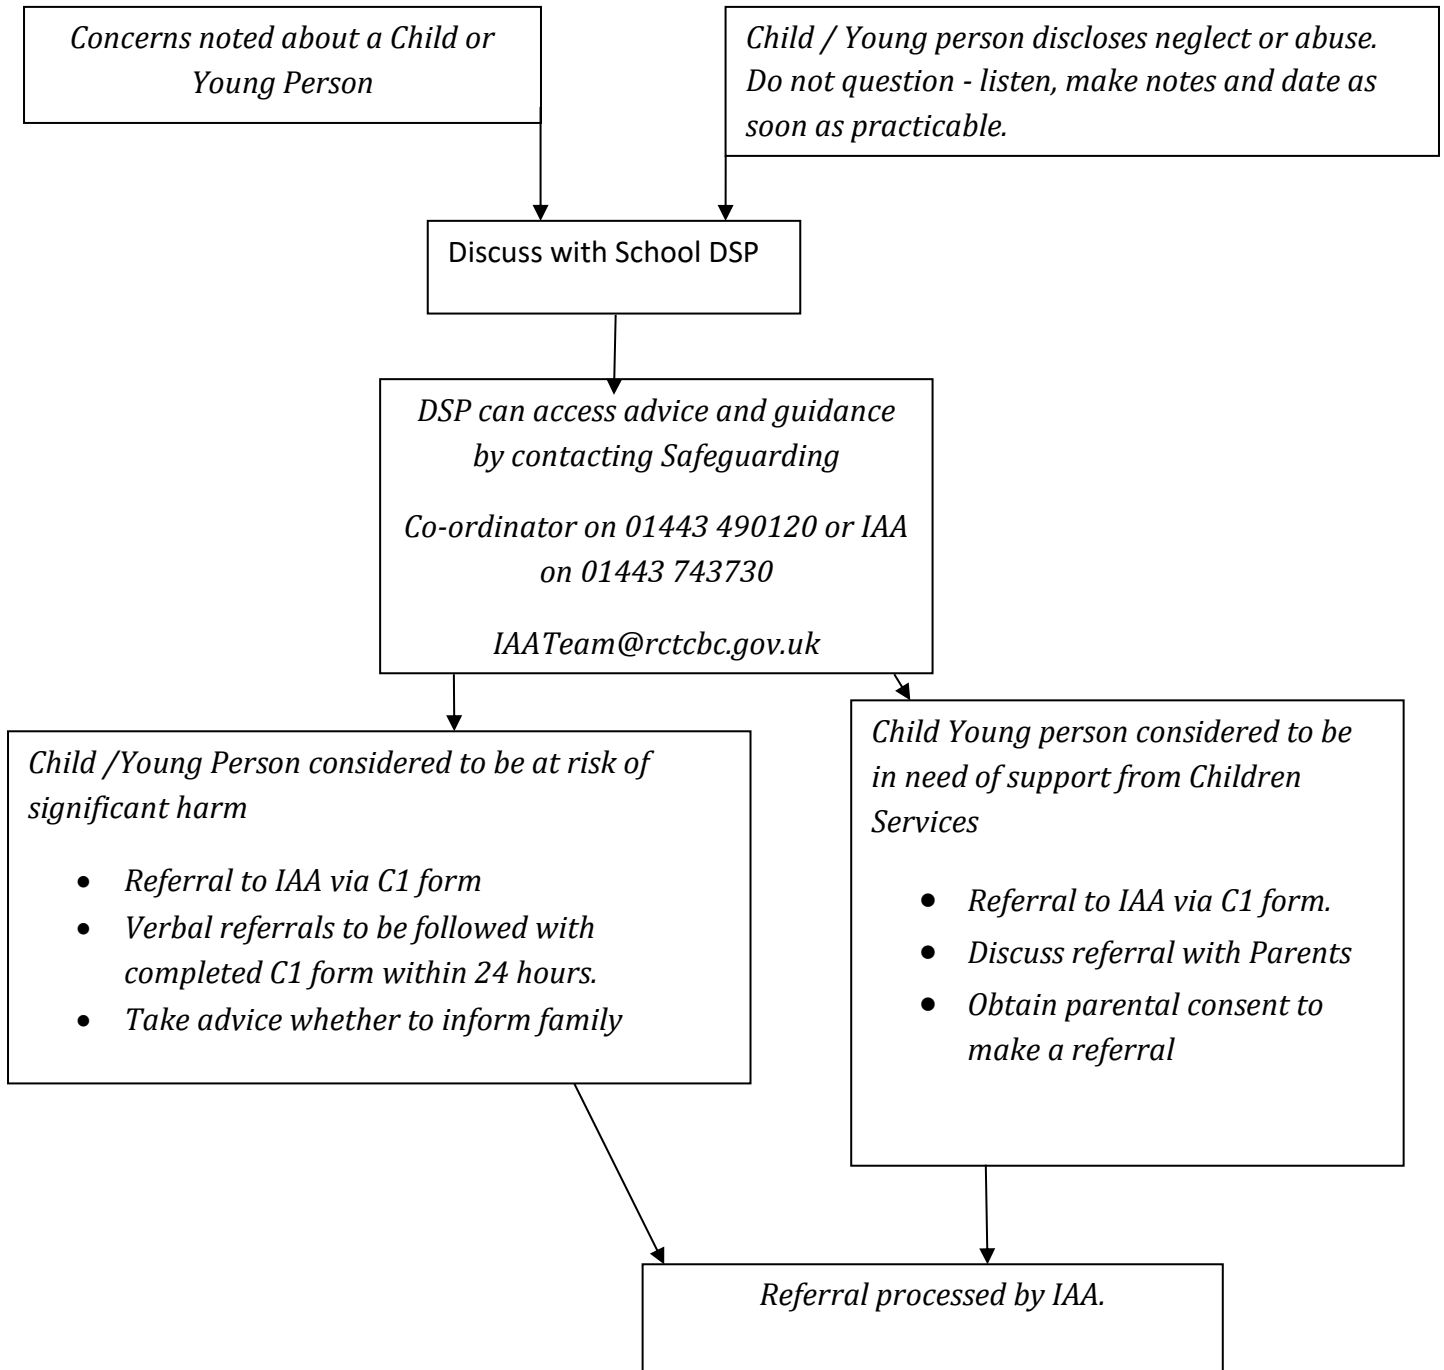 Concerns noted about a Child or
Young Person
Child / Young person discloses neglect or abuse.
Do not question - listen, make notes and date as
soon as practicable.
Discuss with School DSP
DSP can access advice and guidance
by contacting Safeguarding
Co-ordinator on 01443 490120 or IAA
on 01443 743730
IAATeam@rctcbc.gov.uk
Child /Young Person considered to be at risk of
significant harm
• Referral to IAA via C1 form
• Verbal referrals to be followed with
completed C1 form within 24 hours.
• Take advice whether to inform family
Child Young person considered to be
in need of support from Children
Services
• Referral to IAA via C1 form.
• Discuss referral with Parents
• Obtain parental consent to
make a referral
Referral processed by IAA.